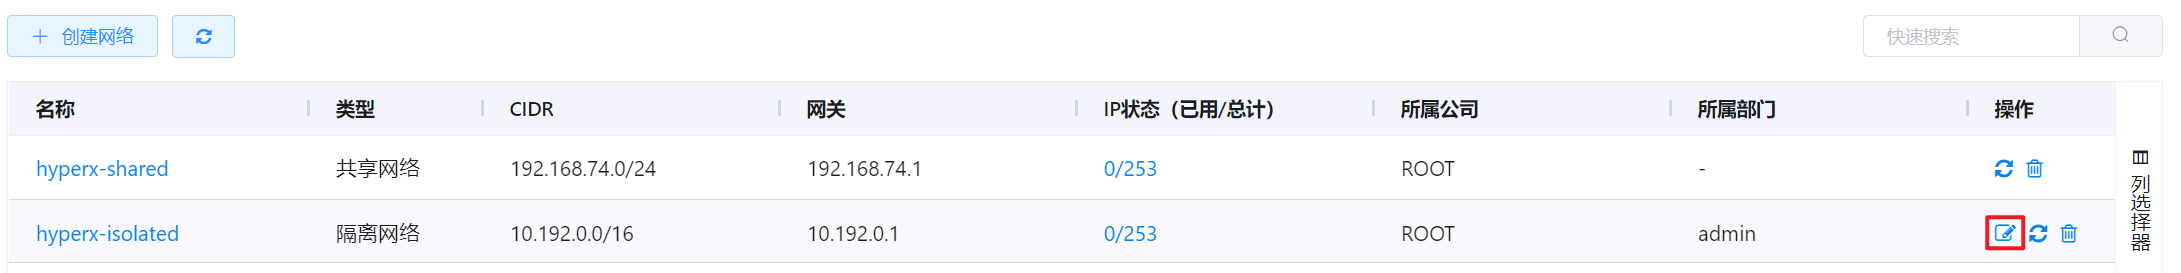 创建网络
快速搜索
名称 类型 CIDR 网关 IP状态（已用/总计） 所属公司 所属部门 操作
hyperx-shared 共享网络 192.168.74.0/24 192.168.74.1 0/253 ROOT -
hyperx-isolated 隔离网络 10.192.0.0/16 10.192.0.1 0/253 ROOT admin
列选择器